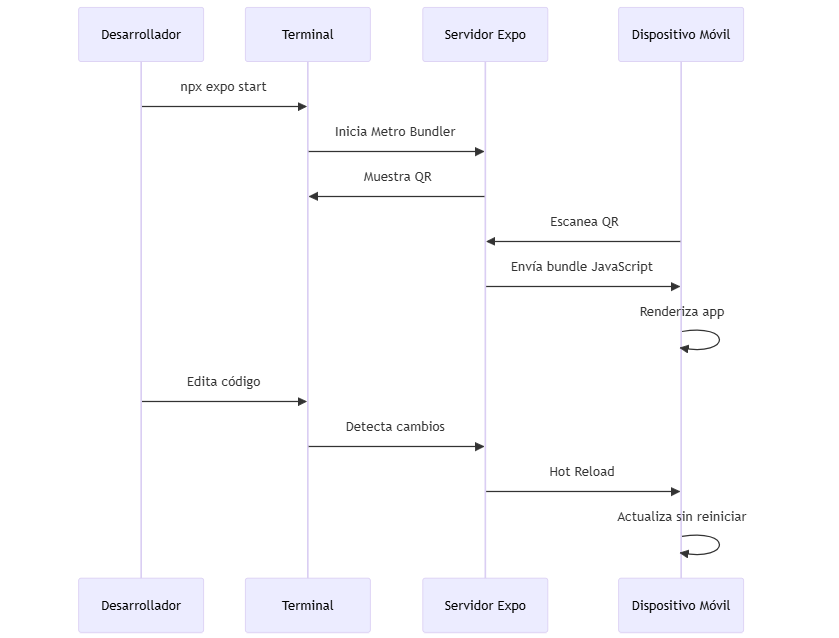 Desarrollador
Terminal
Servidor Expo
Dispositivo Móvil
npx expo start
Inicia Metro Bundler
Muestra QR
Escanea QR
Envía bundle JavaScript
Renderiza app
Edita código
Detecta cambios
Hot Reload
Actualiza sin reiniciar
Desarrollador
Terminal
Servidor Expo
Dispositivo Móvil